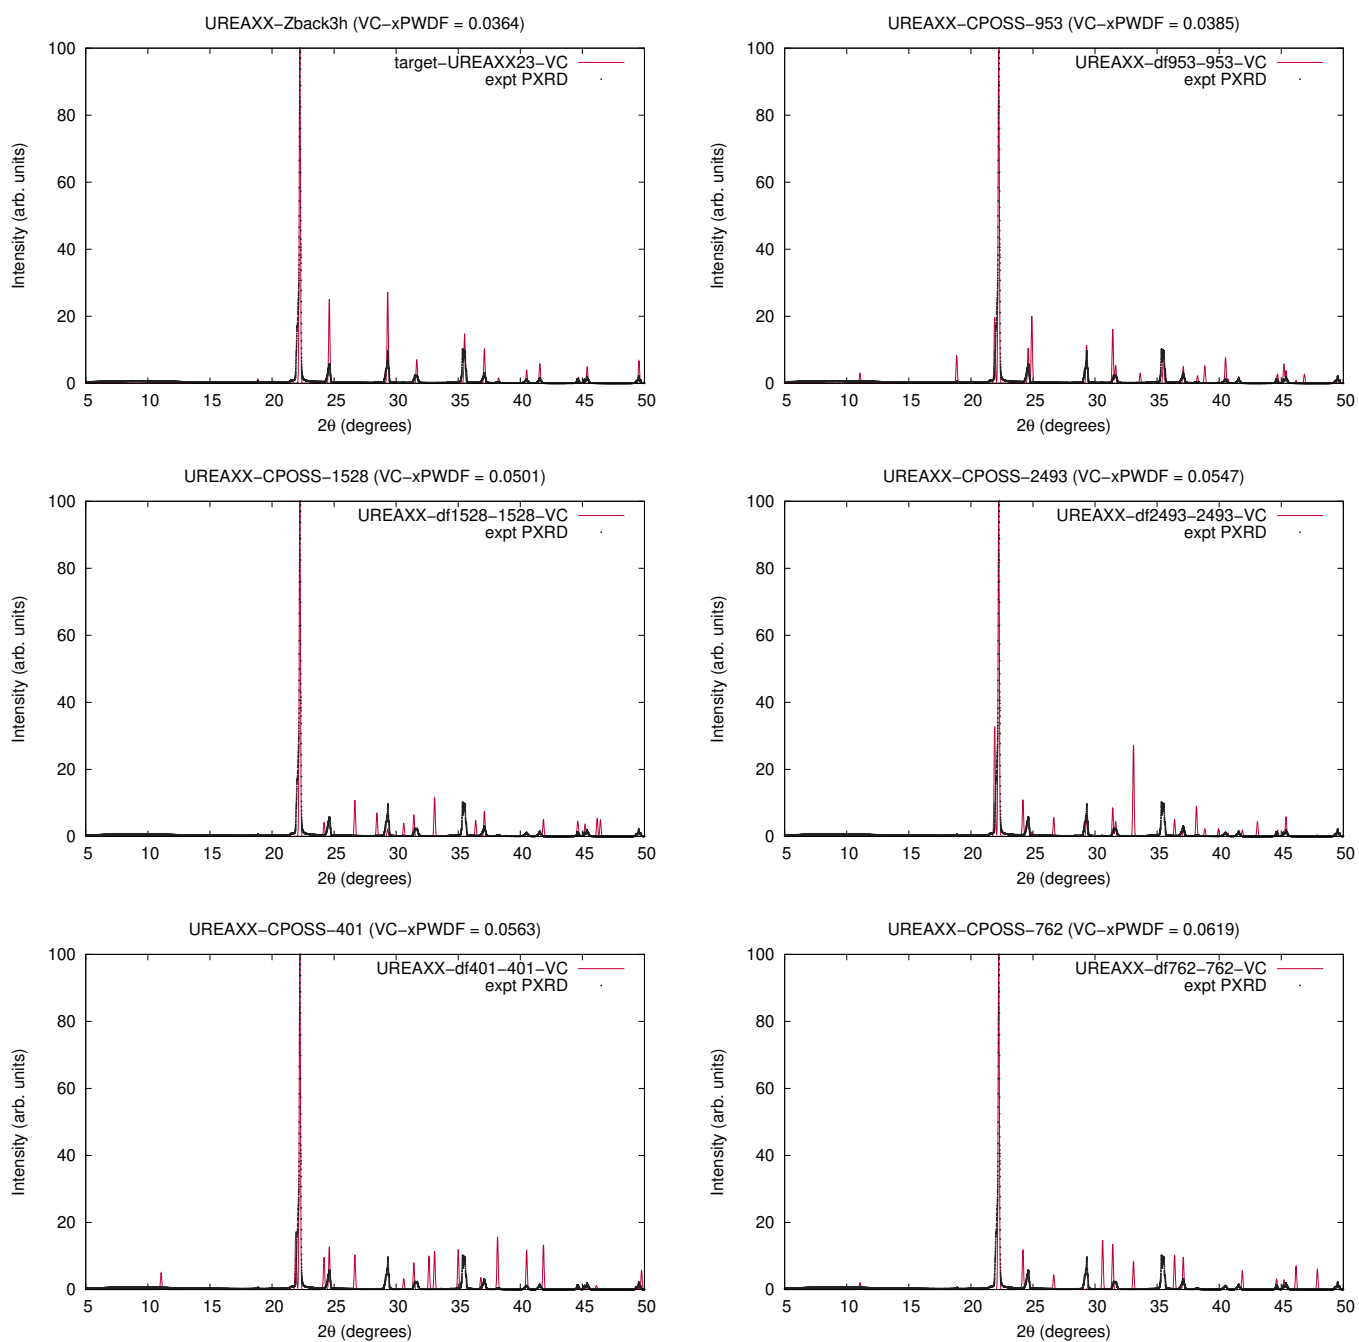 UREAXX−Zback3h (VC−xPWDF = 0.0364)
target−UREAXX23−VC
expt PXRD
Intensity (arb. units)
100
80
60
40
20
0
5 10 15 20 25 30 35 40 45 50
2θ (degrees)
UREAXX−CPOSS−953 (VC−xPWDF = 0.0385)
UREAXX−df953−953−VC
expt PXRD
Intensity (arb. units)
100
80
60
40
20
0
5 10 15 20 25 30 35 40 45 50
2θ (degrees)
UREAXX−CPOSS−1528 (VC−xPWDF = 0.0501)
UREAXX−df1528−1528−VC
expt PXRD
Intensity (arb. units)
100
80
60
40
20
0
5 10 15 20 25 30 35 40 45 50
2θ (degrees)
UREAXX−CPOSS−2493 (VC−xPWDF = 0.0547)
UREAXX−df2493−2493−VC
expt PXRD
Intensity (arb. units)
100
80
60
40
20
0
5 10 15 20 25 30 35 40 45 50
2θ (degrees)
UREAXX−CPOSS−401 (VC−xPWDF = 0.0563)
UREAXX−df401−401−VC
expt PXRD
Intensity (arb. units)
100
80
60
40
20
0
5 10 15 20 25 30 35 40 45 50
2θ (degrees)
UREAXX−CPOSS−762 (VC−xPWDF = 0.0619)
UREAXX−df762−762−VC
expt PXRD
Intensity (arb. units)
100
80
60
40
20
0
5 10 15 20 25 30 35 40 45 50
2θ (degrees)